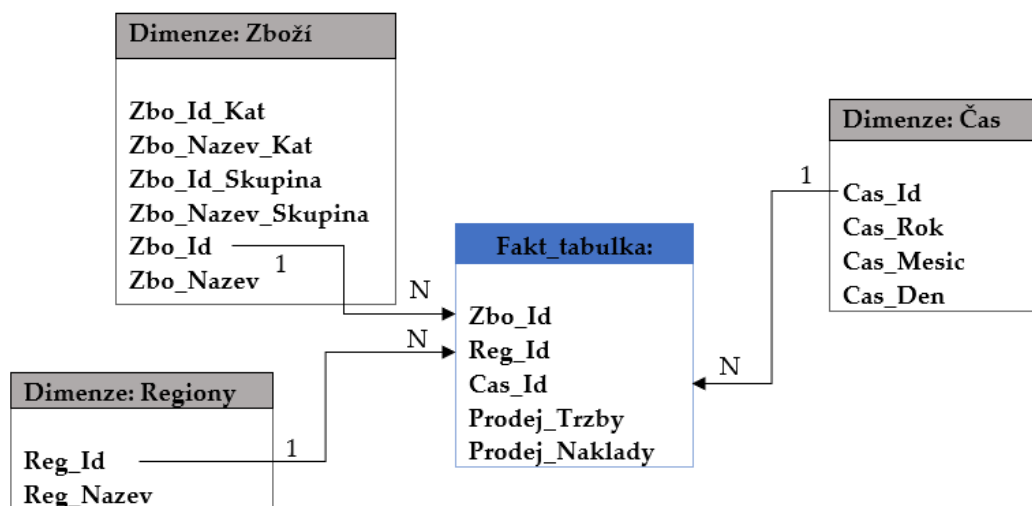 Dimenze: Zboží
Zbo_Id_Kat
Zbo_Nazev_Kat
Zbo_Id_Skupina
Zbo_Nazev_Skupina
Zbo_Id
1
Zbo_Nazev
N
Dimenze: Čas
1
Cas_Id
Cas_Rok
Cas_Mesic
Cas_Den
Fakt_tabulka:
Zbo_Id
Reg_Id
Cas_Id
Prodej_Trzby
Prodej_Naklady
N
N
Dimenze: Regiony
Reg_Id
1
Reg_Nazev